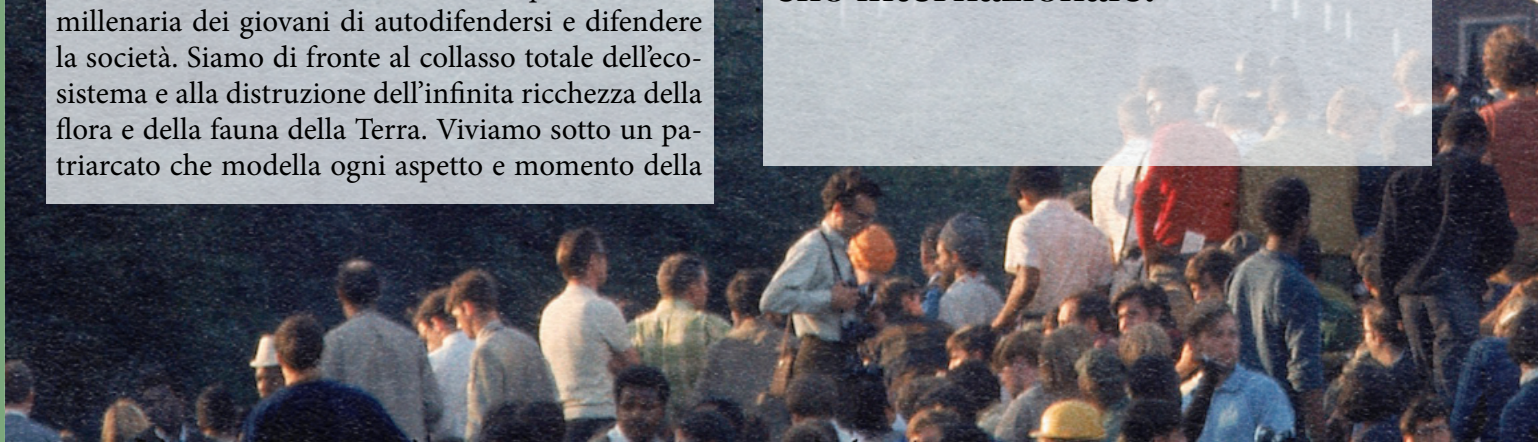 millenaria dei giovani di autodifendersi e difendere
la società. Siamo di fronte al collasso totale dell'eco-
sistema e alla distruzione dell'infinita ricchezza della
flora e della fauna della Terra. Viviamo sotto un pa-
triarcato che modella ogni aspetto e momento della